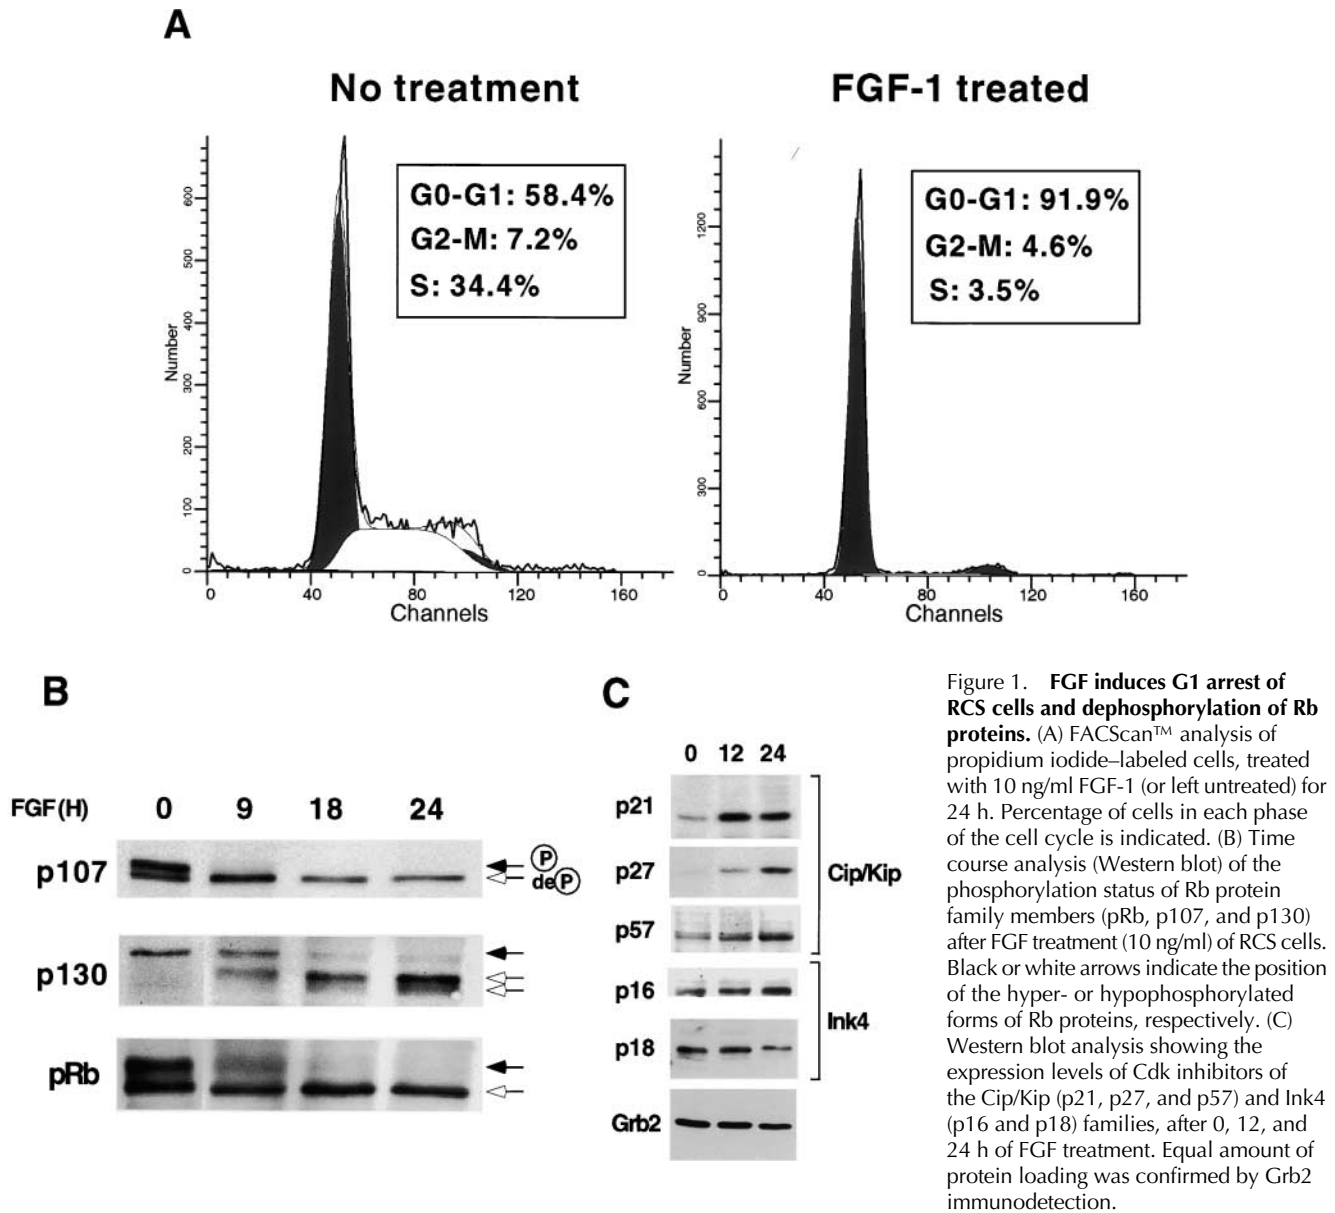 A
No treatment
FGF-1 treated
G0-G1: 58.4%
G2-M: 7.2%
S: 34.4%
G0-G1: 91.9%
G2-M: 4.6%
S: 3.5%
Number
0 100 200 300 400 500 600
0 40 80 120 160
Channels
Number
0 300 600 900 1200
0 40 80 120 160
Channels
B
FGF(H) 0 9 18 24
p107
P
deP
p130
pRb
C
0 12 24
p21
p27
p57
Cip/Kip
p16
p18
Ink4
Grb2
Figure 1. FGF induces G1 arrest of
RCS cells and dephosphorylation of Rb
proteins. (A) FACScan™ analysis of
propidium iodide–labeled cells, treated
with 10 ng/ml FGF-1 (or left untreated) for
24 h. Percentage of cells in each phase
of the cell cycle is indicated. (B) Time
course analysis (Western blot) of the
phosphorylation status of Rb protein
family members (pRb, p107, and p130)
after FGF treatment (10 ng/ml) of RCS cells.
Black or white arrows indicate the position
of the hyper- or hypophosphorylated
forms of Rb proteins, respectively. (C)
Western blot analysis showing the
expression levels of Cdk inhibitors of
the Cip/Kip (p21, p27, and p57) and Ink4
(p16 and p18) families, after 0, 12, and
24 h of FGF treatment. Equal amount of
protein loading was confirmed by Grb2
immunodetection.